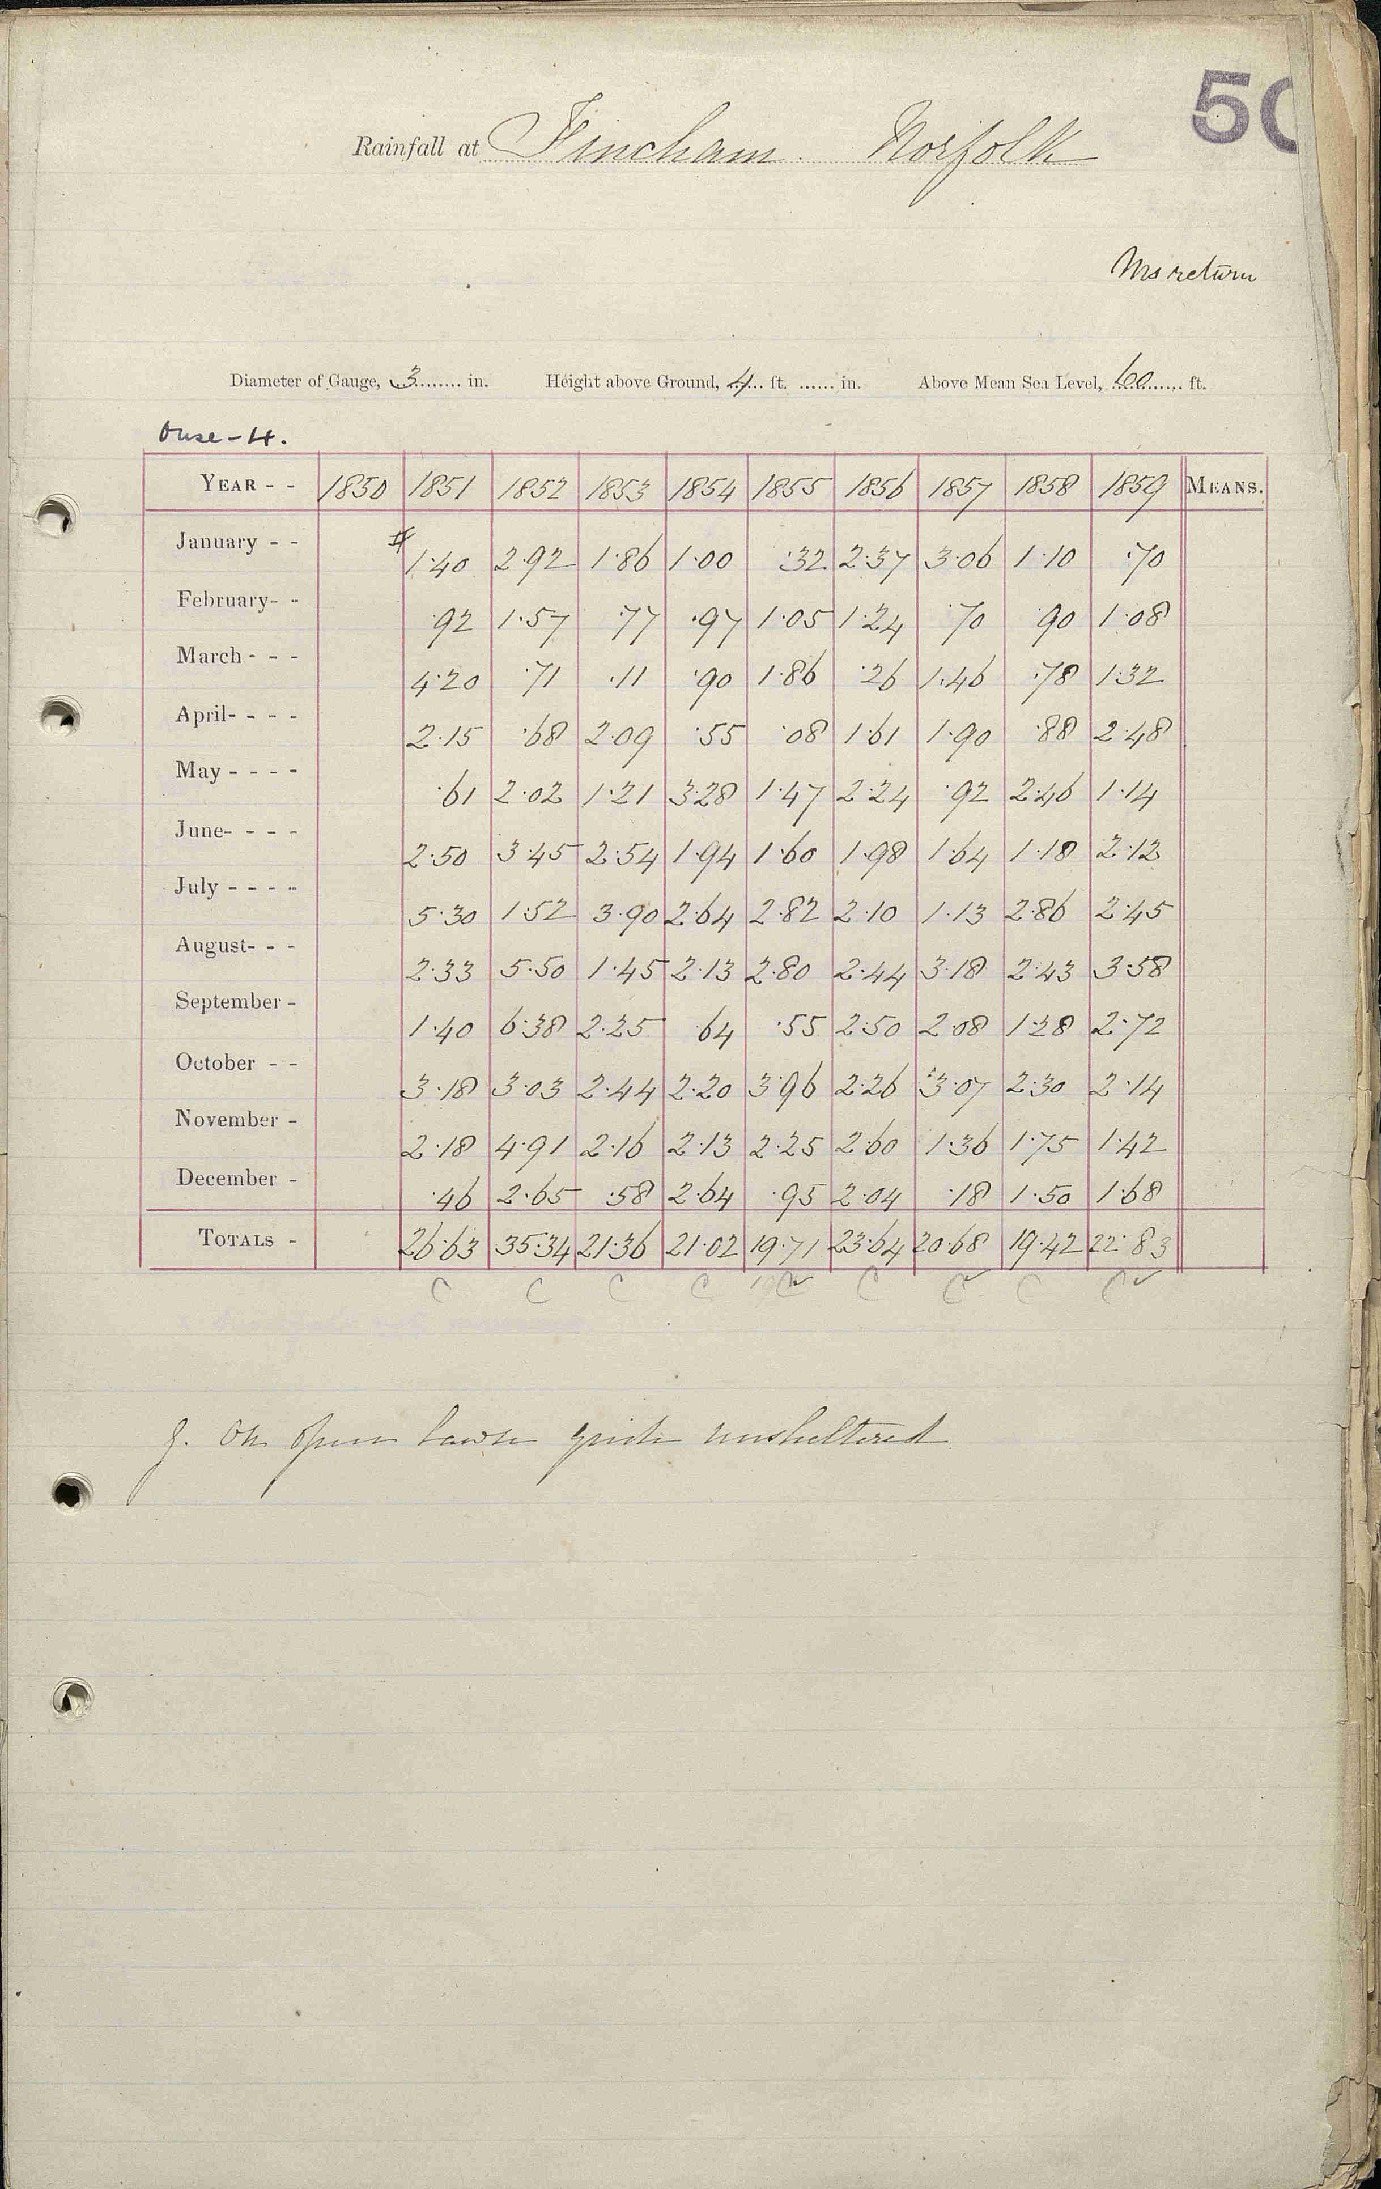 50
Rainfall at Fincham. Norfolk
Ms return
Diameter of Gauge, 3 in. Height above Ground, 4 ft. in. Above Mean Sea Level, 60 ft.
Ouse-4.
YEAR - - 1850 1851 1852 1853 1854 1855 1856 1857 1858 1859 MEANS.
January - - 1.40 2.92 1.86 1.00 .32 2.37 3.06 1.10 .70
February - - .92 1.57 .77 .97 1.05 1.24 .70 .90 1.08
March - - - 4.20 .71 .11 .90 1.86 .26 1.46 .78 1.32
April - - - - 2.15 .68 2.09 .55 .08 1.61 1.90 .88 2.48
May - - - - .61 2.02 1.21 3.28 1.47 2.24 .92 2.46 1.14
June - - - - 2.50 3.45 2.54 1.94 1.60 1.98 1.64 1.18 2.12
July - - - - 5.30 1.52 3.90 2.64 2.82 2.10 1.13 2.86 2.45
August - - - 2.33 5.50 1.45 2.13 2.80 2.44 3.18 2.43 3.58
September - 1.40 6.38 2.25 .64 .55 2.50 2.08 1.28 2.72
October - - 3.18 3.03 2.44 2.20 3.96 2.26 3.07 2.30 2.14
November - 2.18 4.91 2.16 2.13 2.25 2.60 1.36 1.75 1.42
December - .46 2.65 .58 2.64 .95 2.04 .18 1.50 1.68
TOTALS - 26.63 35.34 21.36 21.02 19.71 23.64 20.68 19.42 22.83
C C C C C C C C C
g. On open lawn quite unsheltered